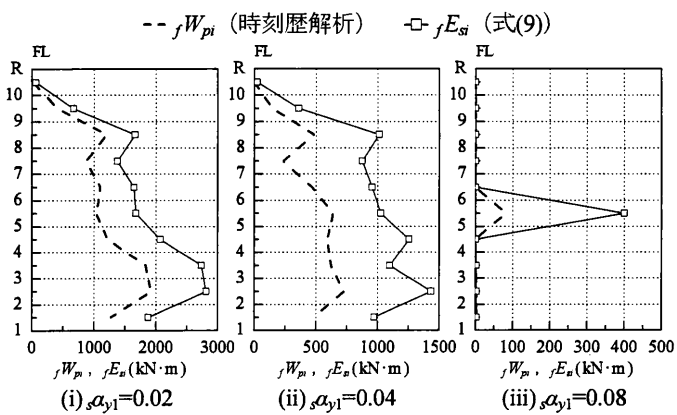 fWpi（時刻歴解析） fEsi（式(9)）
FL FL FL
R R R
10 10 10
9 9 9
8 8 8
7 7 7
6 6 6
5 5 5
4 4 4
3 3 3
2 2 2
1 1 1
0 1000 2000 3000 0 500 1000 1500 0 100 200 300 400 500
fWpi , fEsi (kN·m) fWpi , fEsi (kN·m) fWpi , fEsi (kN·m)
(i) sαy1=0.02 (ii) sαy1=0.04 (iii) sαy1=0.08